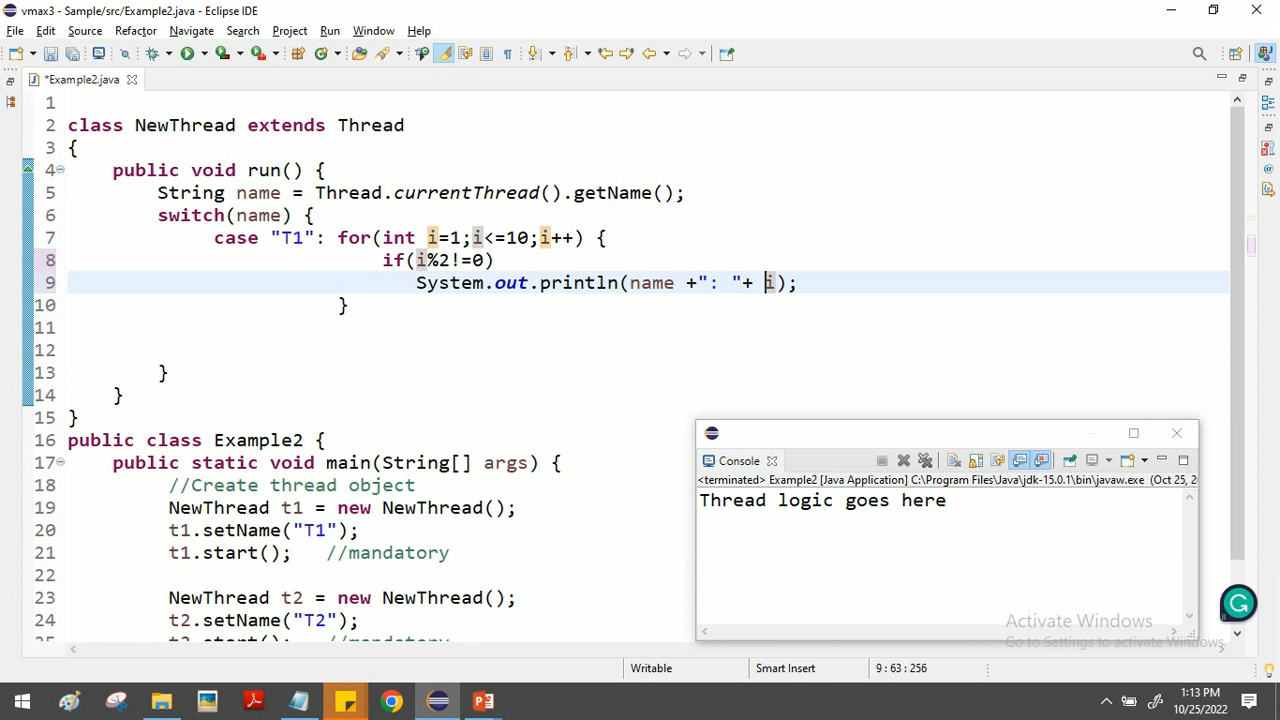 vmax3 - Sample/src/Example2.java - Eclipse IDE
File Edit Source Refactor Navigate Search Project Run Window Help
*Example2.java
1
2 class NewThread extends Thread
3 {
4 public void run() {
5 String name = Thread.currentThread().getName();
6 switch(name) {
7 case "T1": for(int i=1;i<=10;i++) {
8 if(i%2!=0)
9 System.out.println(name +": "+ i);
10 }
11
12
13 }
14 }
15 }
16 public class Example2 {
17 public static void main(String[] args) {
18 //Create thread object
19 NewThread t1 = new NewThread();
20 t1.setName("T1");
21 t1.start(); //mandatory
22
23 NewThread t2 = new NewThread();
24 t2.setName("T2");
25 t2.start(); //mandatory
Console
<terminated> Example2 [Java Application] C:\Program Files\Java\jdk-15.0.1\bin\javaw.exe (Oct 25, 2
Thread logic goes here
Activate Windows
Go to Settings to activate Windows.
Writable Smart Insert 9 : 63 : 256
1:13 PM
10/25/2022